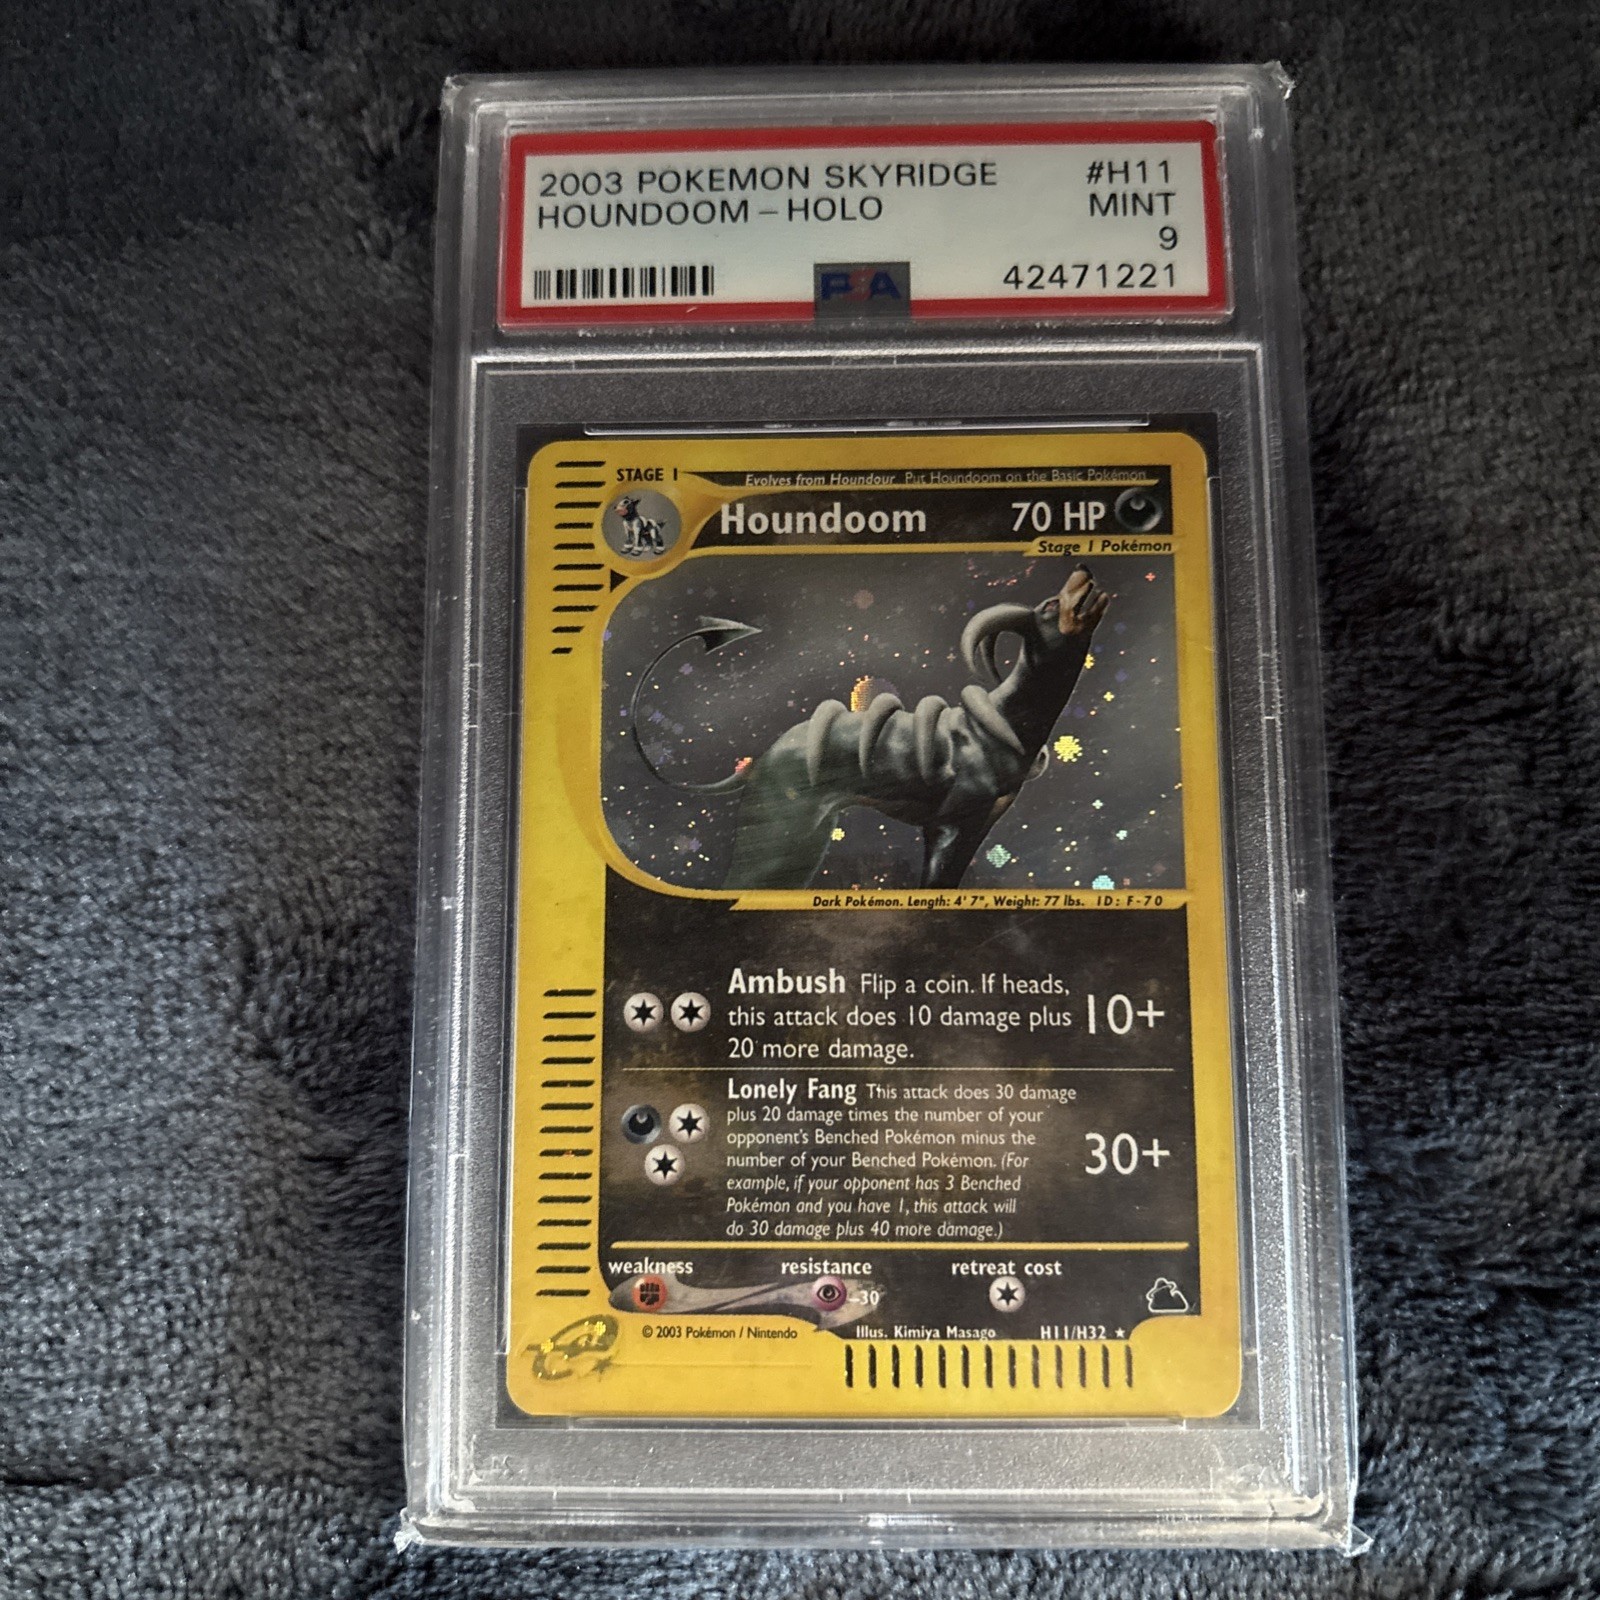 2003 POKEMON SKYRIDGE #H11
HOUNDOOM – HOLO MINT
9
PSA 42471221
STAGE 1 Evolves from Houndour Put Houndoom on the Basic Pokémon
Houndoom 70 HP
Stage 1 Pokémon
Dark Pokémon. Length: 4' 7", Weight: 77 lbs. ID: F-70
Ambush Flip a coin. If heads,
this attack does 10 damage plus 10+
20 more damage.
Lonely Fang This attack does 30 damage
plus 20 damage times the number of your
opponent's Benched Pokémon minus the
number of your Benched Pokémon. (For 30+
example, if your opponent has 3 Benched
Pokémon and you have 1, this attack will
do 30 damage plus 40 more damage.)
weakness resistance retreat cost
-30
© 2003 Pokémon / Nintendo Illus. Kimiya Masago H11/H32 ★